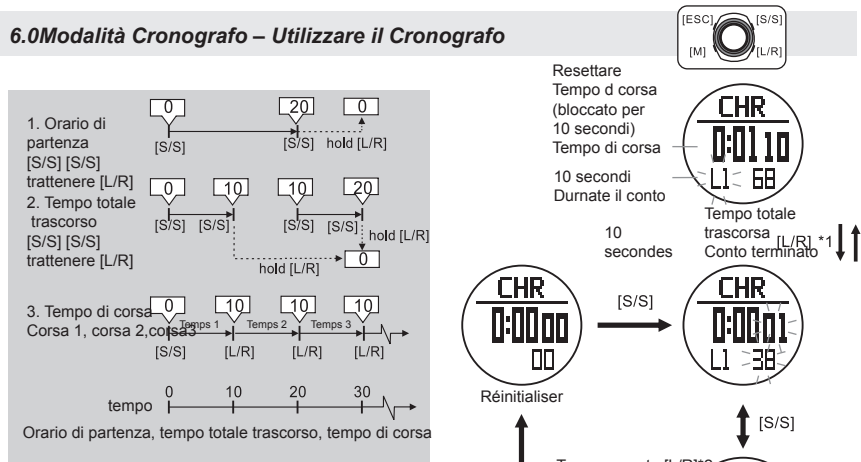 6.0Modalità Cronografo – Utilizzare il Cronografo
[ESC] [S/S]
[M] [L/R]
1. Orario di
partenza
[S/S] [S/S]
trattenere [L/R]
0 20 0
[S/S] [S/S] hold [L/R]
2. Tempo totale
trascorso
[S/S] [S/S]
trattenere [L/R]
0 10 10 20
[S/S] [S/S] [S/S] [S/S]
hold [L/R]
hold [L/R]
0
3. Tempo di corsa
Corsa 1, corsa 2,corsa3
0 10 10 10
Temps 1 Temps 2 Temps 3
[S/S] [L/R] [L/R] [L/R]
0 10 20 30
tempo
Orario di partenza, tempo totale trascorso, tempo di corsa
Resettare
Tempo d corsa
(bloccato per
10 secondi)
Tempo di corsa
10 secondi
Durnate il conto
CHR
0:01 10
L1 68
Tempo totale
trascorsa
Conto terminato
[L/R] *1
10
secondes
CHR
0:00 00
00
Réinitialiser
[S/S]
CHR
0:00 01
L1 38
[S/S]